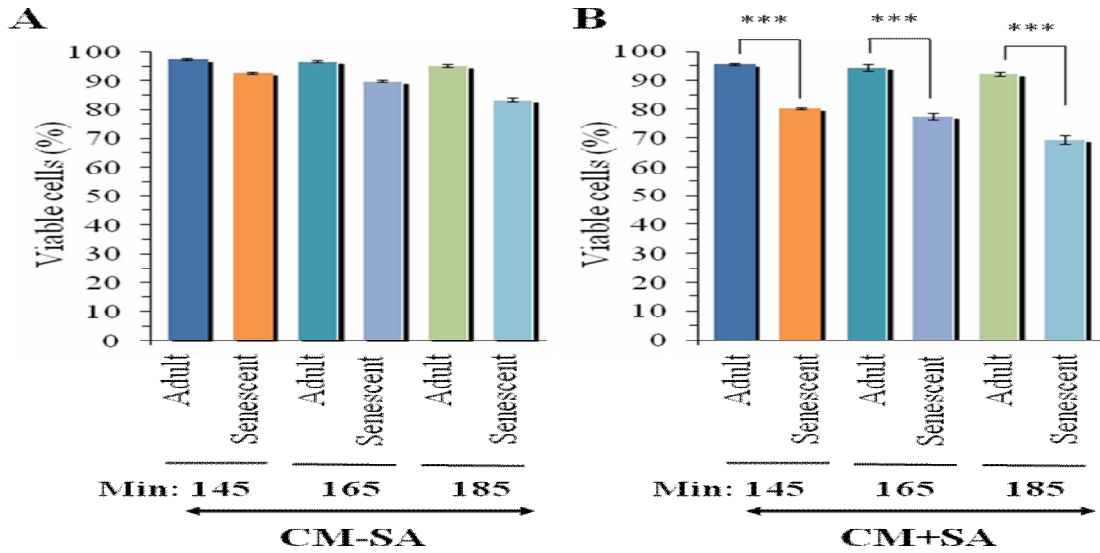 A
Viable cells (%)
100
90
80
70
60
50
40
30
20
10
0
Adult
Senescent
Adult
Senescent
Adult
Senescent
Min: 145 165 185
CM-SA
B
*** *** ***
Viable cells (%)
100
90
80
70
60
50
40
30
20
10
0
Adult
Senescent
Adult
Senescent
Adult
Senescent
Min: 145 165 185
CM+SA